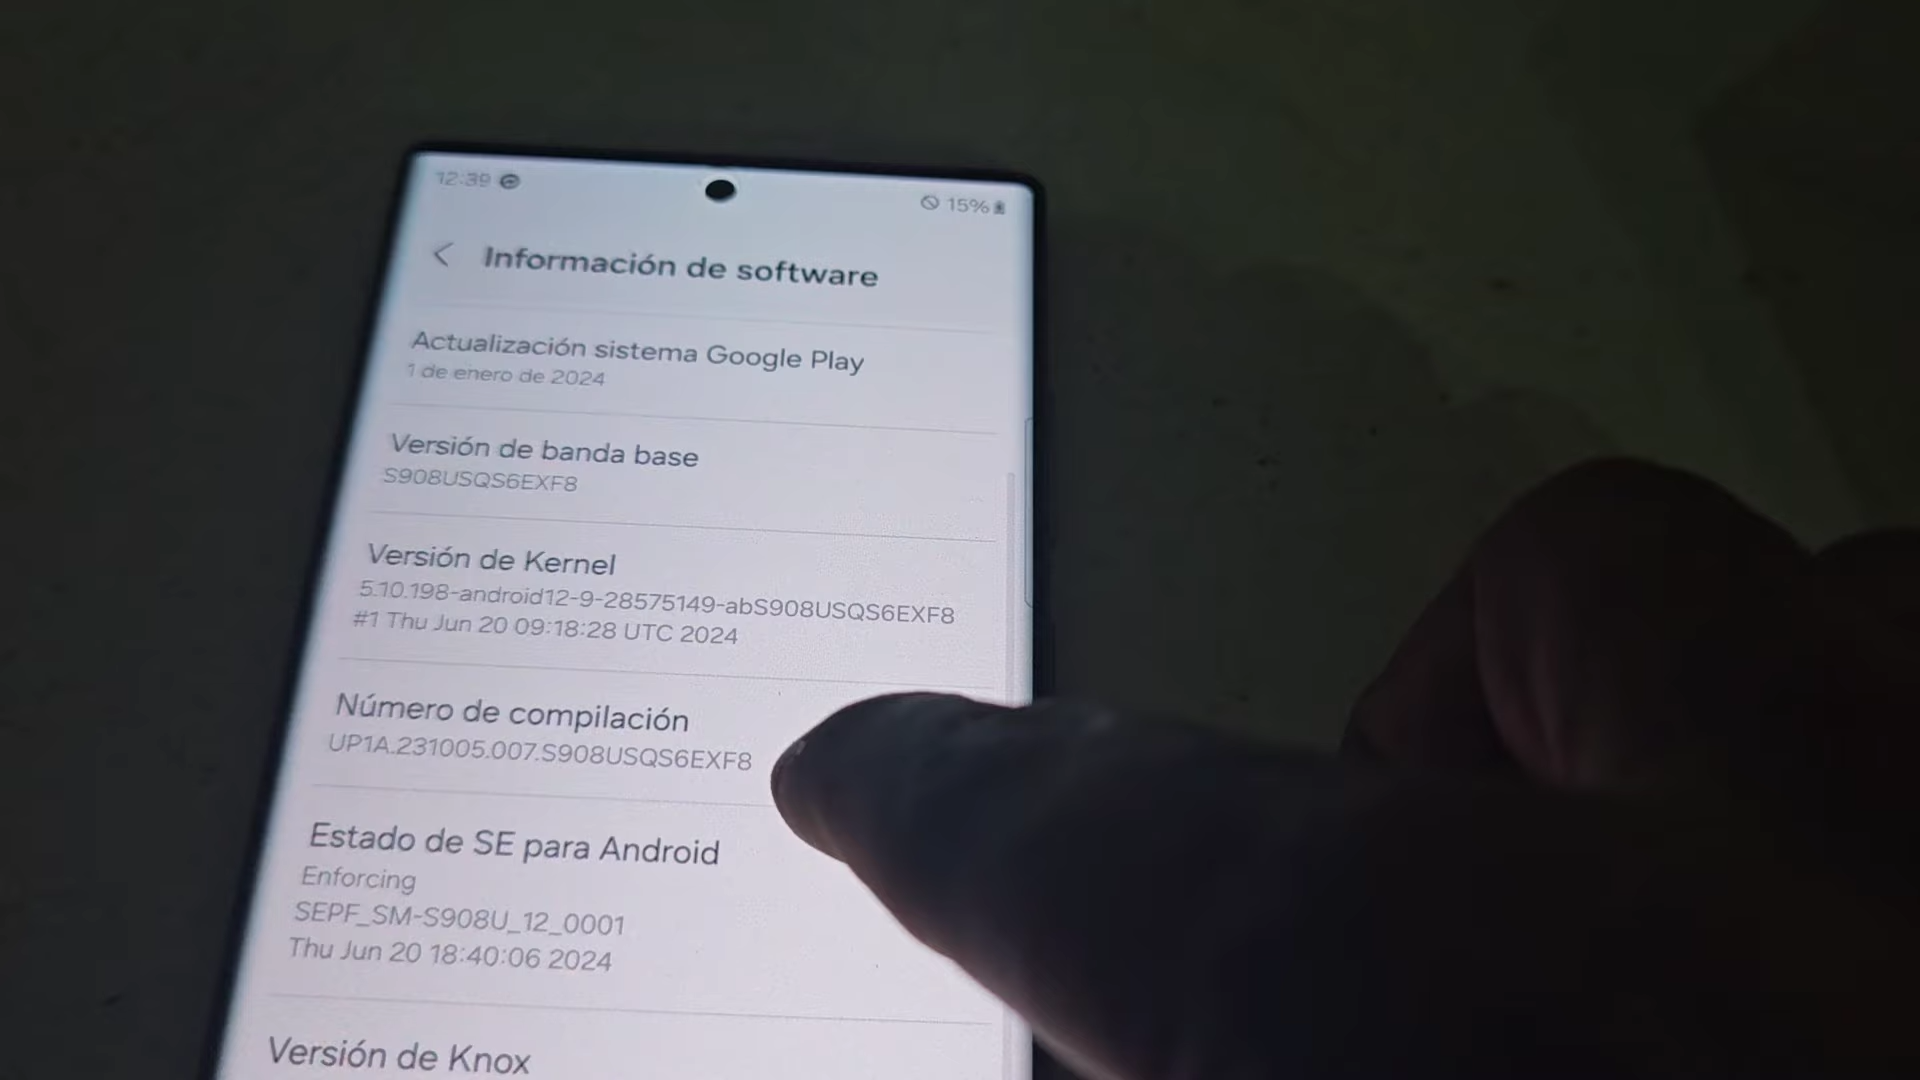 12:39
15%
Información de software
Actualización sistema Google Play
1 de enero de 2024
Versión de banda base
S908USQS6EXF8
Versión de Kernel
5.10.198-android12-9-28575149-abS908USQS6EXF8
#1 Thu Jun 20 09:18:28 UTC 2024
Número de compilación
UP1A.231005.007.S908USQS6EXF8
Estado de SE para Android
Enforcing
SEPF_SM-S908U_12_0001
Thu Jun 20 18:40:06 2024
Versión de Knox